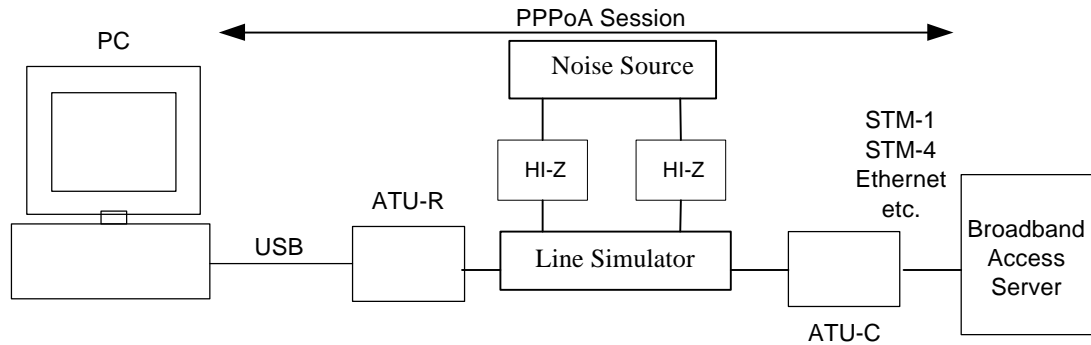 PPPoA Session
PC
Noise Source
STM-1
STM-4
Ethernet
etc.
HI-Z
HI-Z
ATU-R
Broadband
Access
Server
USB
Line Simulator
ATU-C